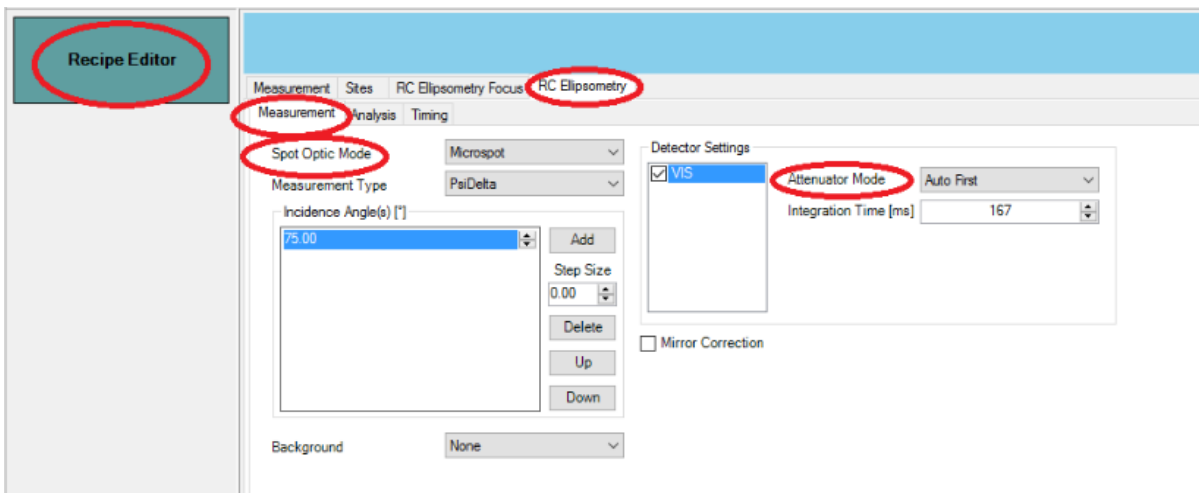 Recipe Editor
Measurement Sites RC Ellipsometry Focus RC Ellipsometry
Measurement Analysis Timing
Spot Optic Mode Microspot
Measurement Type PsiDelta
Incidence Angle(s) [°]
75.00
Add
Step Size
0.00
Delete
Up
Down
Background None
Detector Settings
VIS
Attenuator Mode Auto First
Integration Time [ms] 167
Mirror Correction